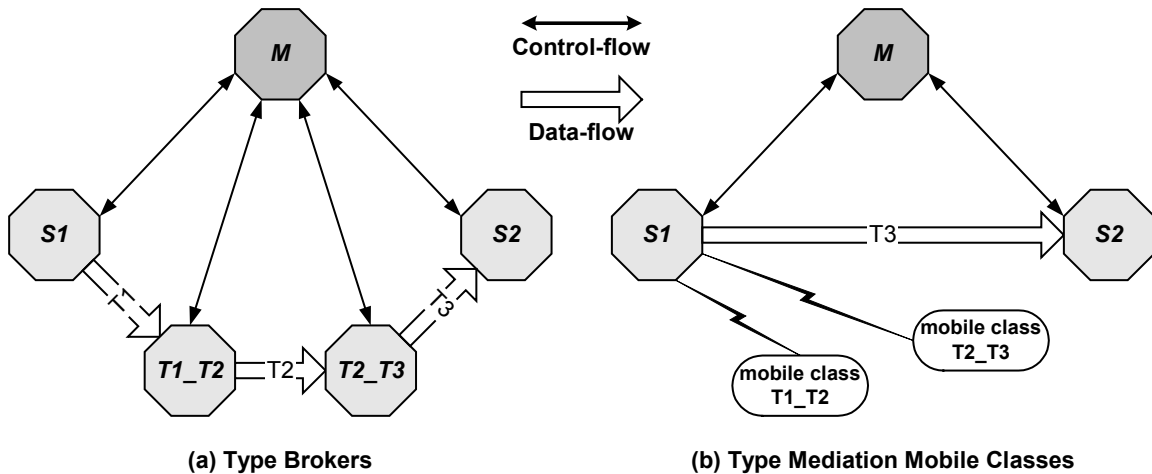 M
Control-flow
Data-flow
M
S1
S2
T1
T1_T2
T2
T2_T3
T3
S1
T3
S2
mobile class
T2_T3
mobile class
T1_T2
(a) Type Brokers
(b) Type Mediation Mobile Classes